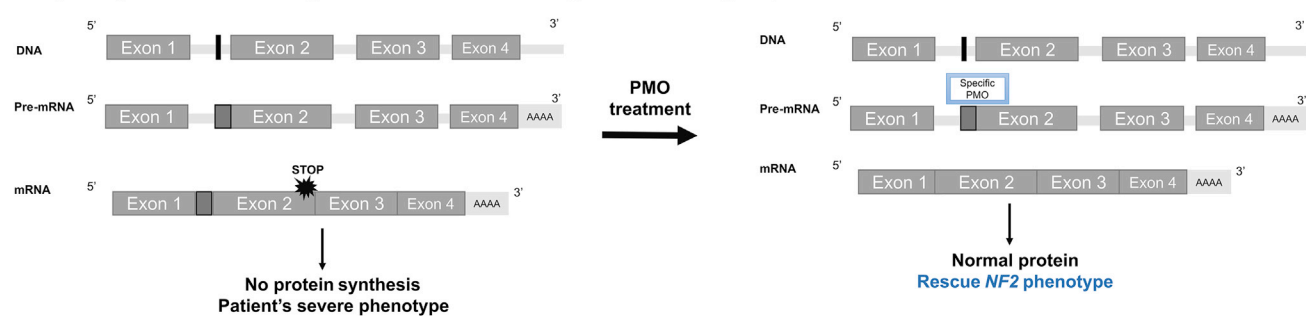 5' 3'
DNA Exon 1 Exon 2 Exon 3 Exon 4
5' 3'
Pre-mRNA Exon 1 Exon 2 Exon 3 Exon 4 AAAA
STOP
5' 3'
mRNA Exon 1 Exon 2 Exon 3 Exon 4 AAAA
No protein synthesis
Patient's severe phenotype
PMO
treatment
5' 3'
DNA Exon 1 Exon 2 Exon 3 Exon 4
Specific
PMO
5' 3'
Pre-mRNA Exon 1 Exon 2 Exon 3 Exon 4 AAAA
5' 3'
mRNA Exon 1 Exon 2 Exon 3 Exon 4 AAAA
Normal protein
Rescue NF2 phenotype